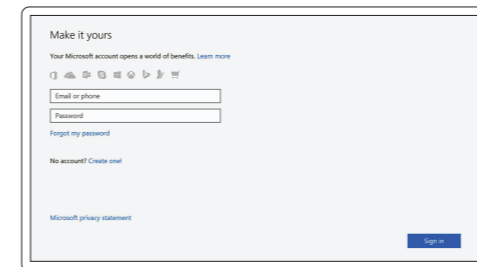 Make it yours
Your Microsoft account opens a world of benefits. Learn more
Email or phone
Password
Forgot my password
No account? Create one!
Microsoft privacy statement
Sign in